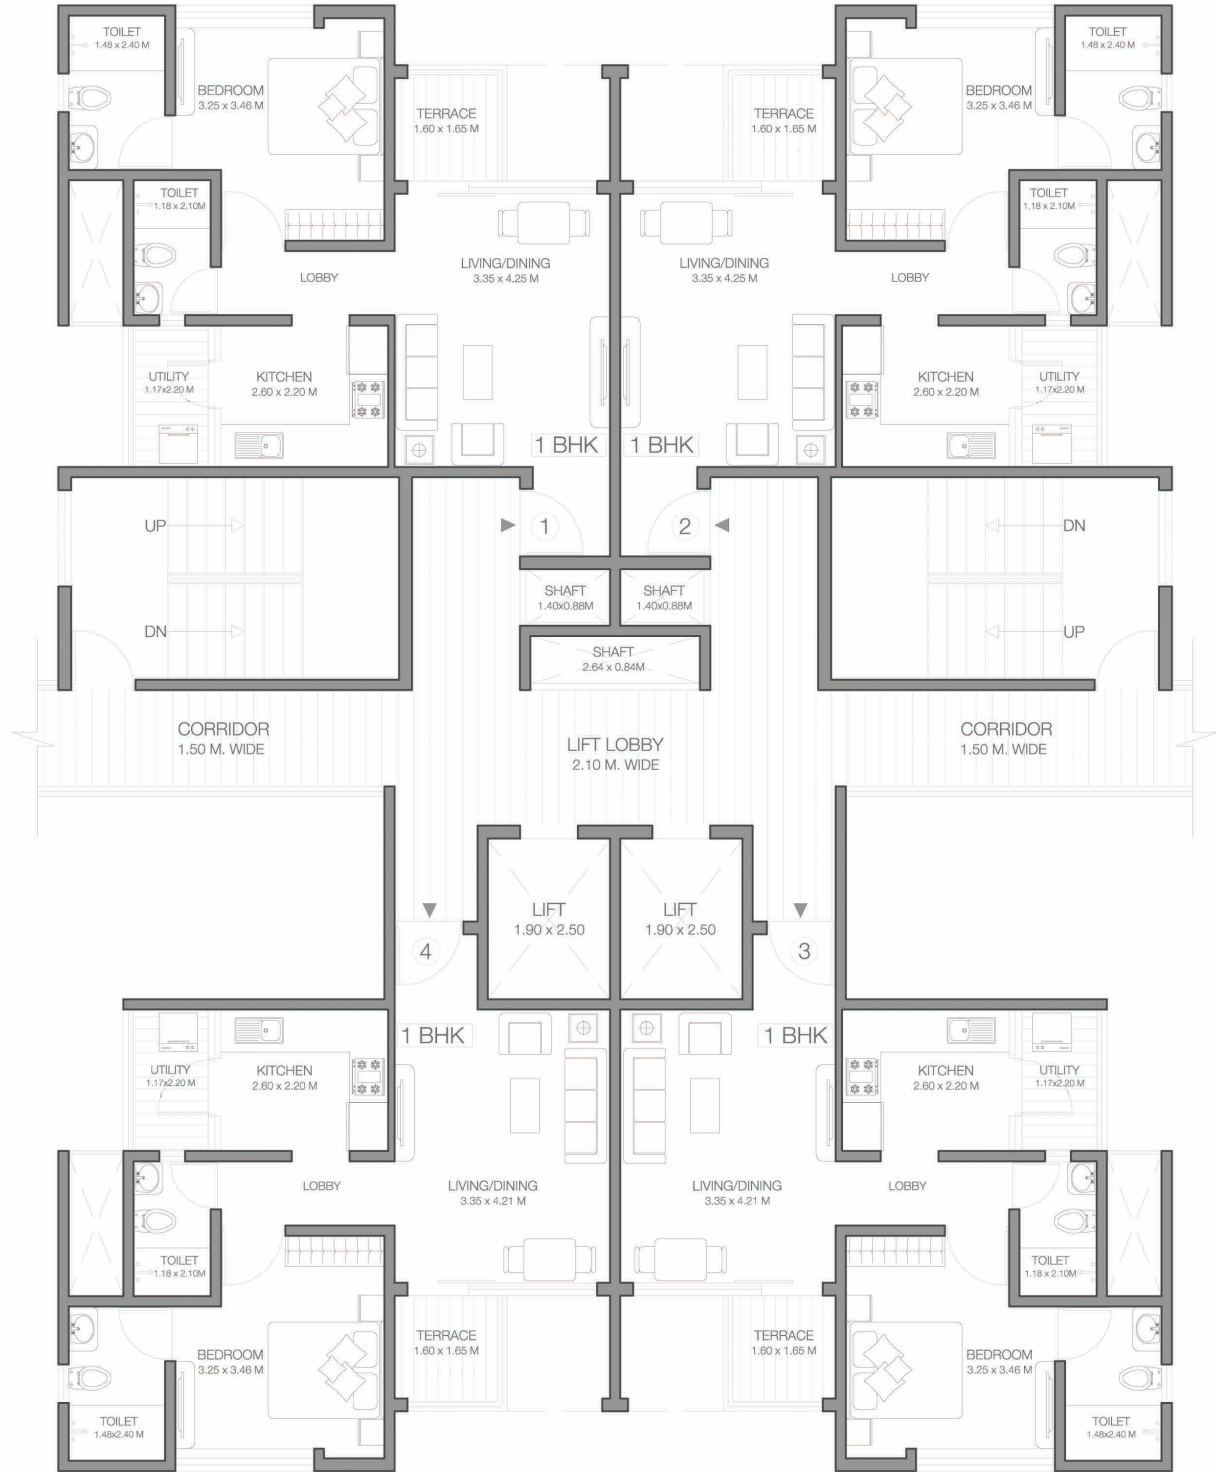 TOILET
1.48 x 2.40 M
BEDROOM
3.25 x 3.46 M
TERRACE
1.60 x 1.65 M
TERRACE
1.60 x 1.65 M
BEDROOM
3.25 x 3.46 M
TOILET
1.48 x 2.40 M
TOILET
1.18 x 2.10M
LOBBY
LIVING/DINING
3.35 x 4.25 M
LIVING/DINING
3.35 x 4.25 M
LOBBY
TOILET
1.18 x 2.10M
UTILITY
1.17x2.20 M
KITCHEN
2.60 x 2.20 M
1 BHK
1 BHK
KITCHEN
2.60 x 2.20 M
UTILITY
1.17x2.20 M
UP
1
2
DN
DN
SHAFT
1.40x0.88M
SHAFT
1.40x0.88M
UP
SHAFT
2.64 x 0.84M
CORRIDOR
1.50 M. WIDE
LIFT LOBBY
2.10 M. WIDE
CORRIDOR
1.50 M. WIDE
LIFT
1.90 x 2.50
LIFT
1.90 x 2.50
4
3
1 BHK
1 BHK
UTILITY
1.17x2.20 M
KITCHEN
2.60 x 2.20 M
KITCHEN
2.60 x 2.20 M
UTILITY
1.17x2.20 M
LOBBY
LIVING/DINING
3.35 x 4.21 M
LIVING/DINING
3.35 x 4.21 M
LOBBY
TOILET
1.18 x 2.10M
TOILET
1.18 x 2.10M
BEDROOM
3.25 x 3.46 M
TERRACE
1.60 x 1.65 M
TERRACE
1.60 x 1.65 M
BEDROOM
3.25 x 3.46 M
TOILET
1.48x2.40 M
TOILET
1.48x2.40 M